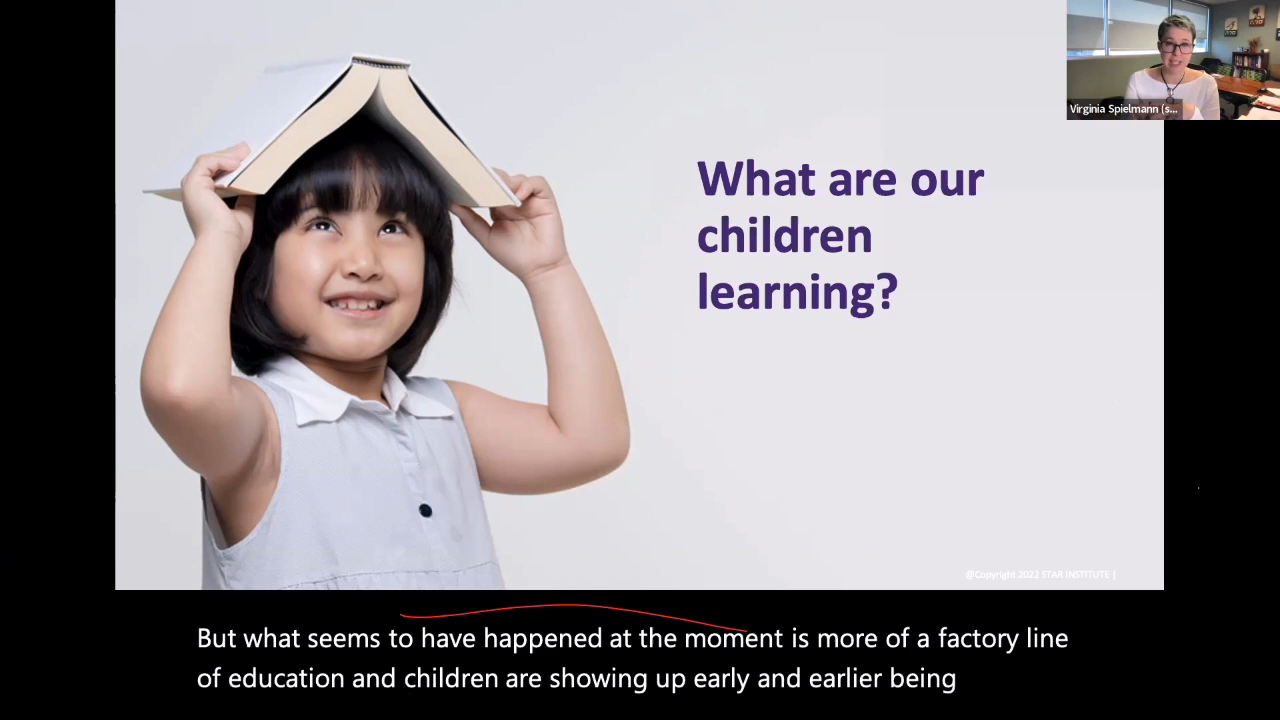 Virginia Spielmann (s...
What are our
children
learning?
@Copyright 2022 STAR INSTITUTE |
But what seems to have happened at the moment is more of a factory line
of education and children are showing up early and earlier being